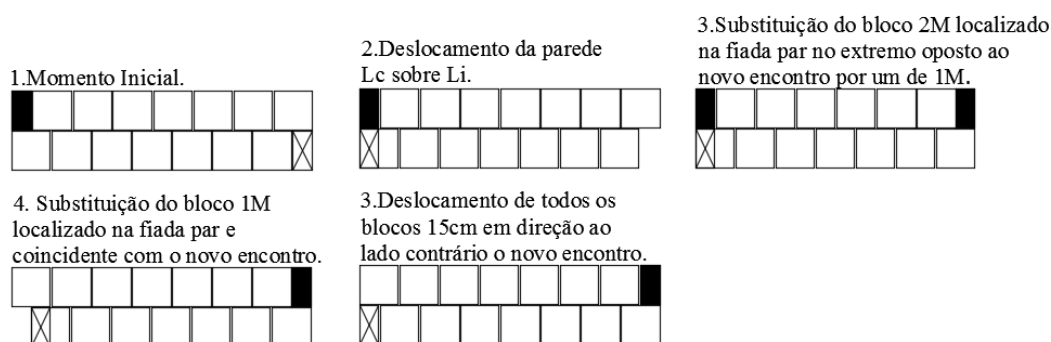 1.Momento Inicial.
2.Deslocamento da parede
Lc sobre Li.
3.Substituição do bloco 2M localizado
na fiada par no extremo oposto ao
novo encontro por um de 1M.
4. Substituição do bloco 1M
localizado na fiada par e
coincidente com o novo encontro.
3.Deslocamento de todos os
blocos 15cm em direção ao
lado contrário o novo encontro.